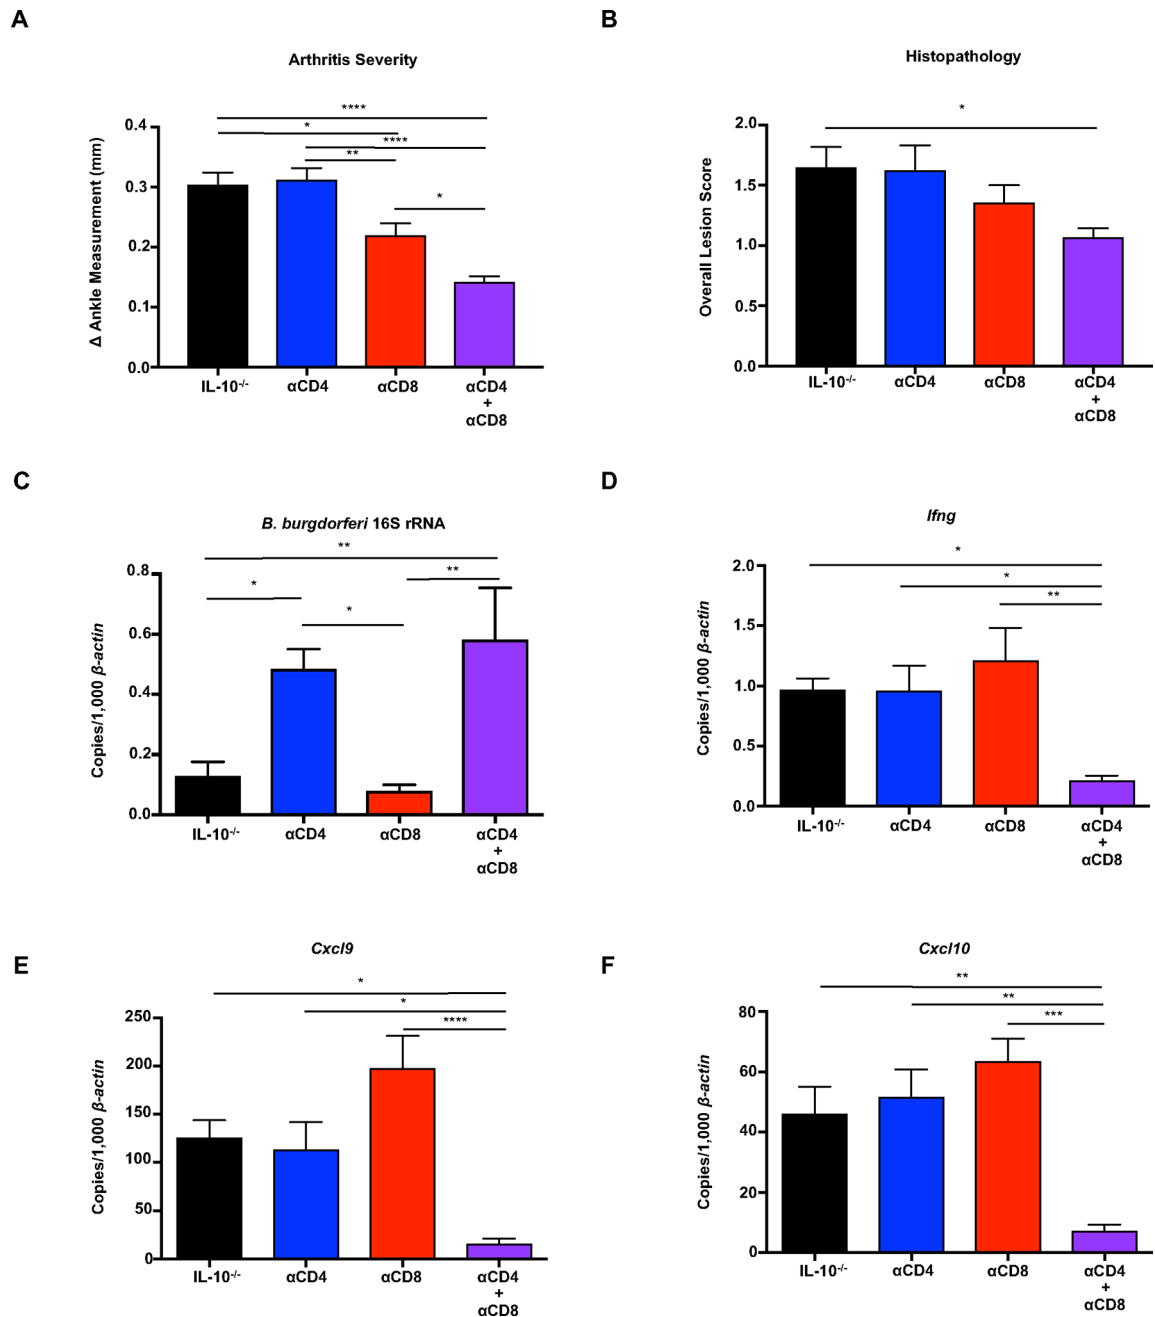 A
Arthritis Severity
****
*
****
**
*
Δ Ankle Measurement (mm)
0.4
0.3
0.2
0.1
0.0
IL-10-/-
αCD4
αCD8
αCD4
+
αCD8
B
Histopathology
*
Overall Lesion Score
2.0
1.5
1.0
0.5
0.0
IL-10-/-
αCD4
αCD8
αCD4
+
αCD8
C
B. burgdorferi 16S rRNA
**
**
*
*
Copies/1,000 β-actin
0.8
0.6
0.4
0.2
0.0
IL-10-/-
αCD4
αCD8
αCD4
+
αCD8
D
Ifng
*
*
**
Copies/1,000 β-actin
2.0
1.5
1.0
0.5
0.0
IL-10-/-
αCD4
αCD8
αCD4
+
αCD8
E
Cxcl9
*
*
****
Copies/1,000 β-actin
250
200
150
100
50
0
IL-10-/-
αCD4
αCD8
αCD4
+
αCD8
F
Cxcl10
**
**
***
Copies/1,000 β-actin
80
60
40
20
0
IL-10-/-
αCD4
αCD8
αCD4
+
αCD8